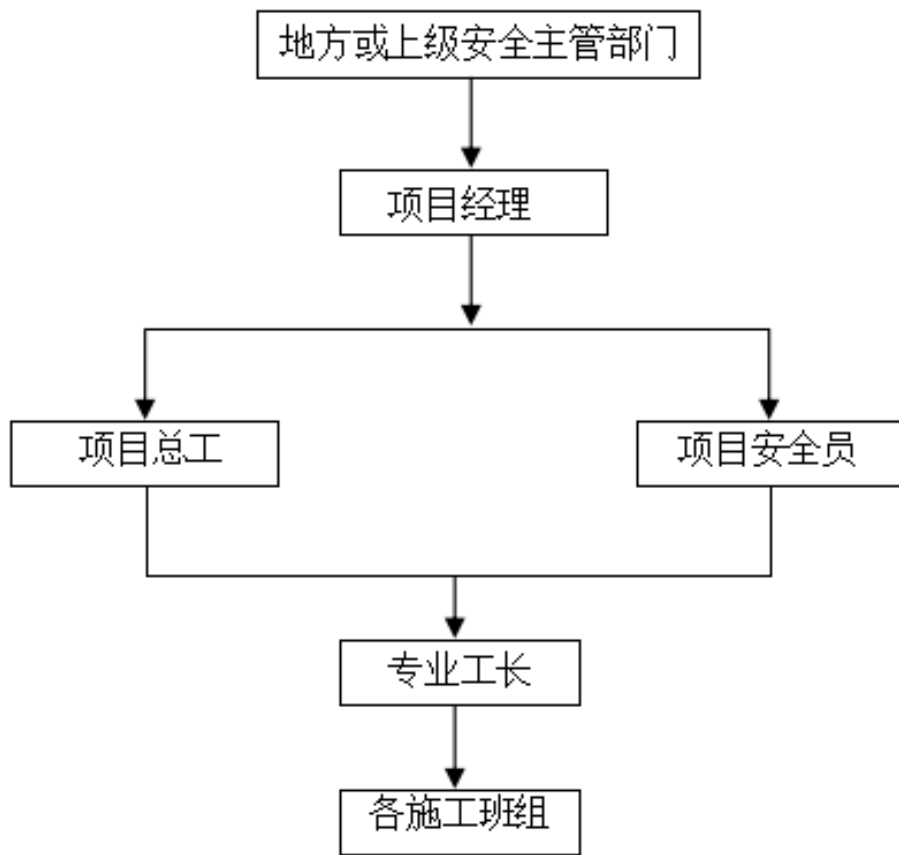 地方或上级安全主管部门
项目经理
项目总工
项目安全员
专业工长
各施工班组